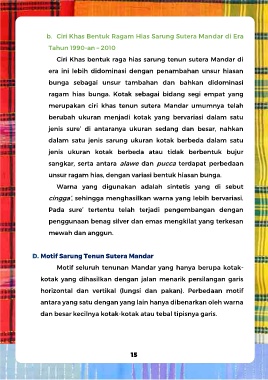 b. Ciri Khas Bentuk Ragam Hias Sarung Sutera Mandar di Era
Tahun 1990-an – 2010
Ciri Khas bentuk raga hias sarung tenun sutera Mandar di
era ini lebih didominasi dengan penambahan unsur hiasan
bunga sebagai unsur tambahan dan bahkan didominasi
ragam hias bunga. Kotak sebagai bidang segi empat yang
merupakan ciri khas tenun sutera Mandar umumnya telah
berubah ukuran menjadi kotak yang bervariasi dalam satu
jenis sure' di antaranya ukuran sedang dan besar, nahkan
dalam satu jenis sarung ukuran kotak berbeda dalam satu
jenis ukuran kotak berbeda atau tidak berbentuk bujur
sangkar, serta antara alawe dan pucca terdapat perbedaan
unsur ragam hias, dengan variasi bentuk hiasan bunga.
Warna yang digunakan adalah sintetis yang di sebut
cingga', sehingga menghasilkan warna yang lebih bervariasi.
Pada sure' tertentu telah terjadi pengembangan dengan
penggunaan benag silver dan emas mengkilat yang terkesan
mewah dan anggun.
D. Motif Sarung Tenun Sutera Mandar
Motif seluruh tenunan Mandar yang hanya berupa kotak-
kotak yang dihasilkan dengan jalan menarik persilangan garis
horizontal dan vertikal (lungsi dan pakan). Perbedaan motif
antara yang satu dengan yang lain hanya dibenarkan oleh warna
dan besar kecilnya kotak-kotak atau tebal tipisnya garis.
15